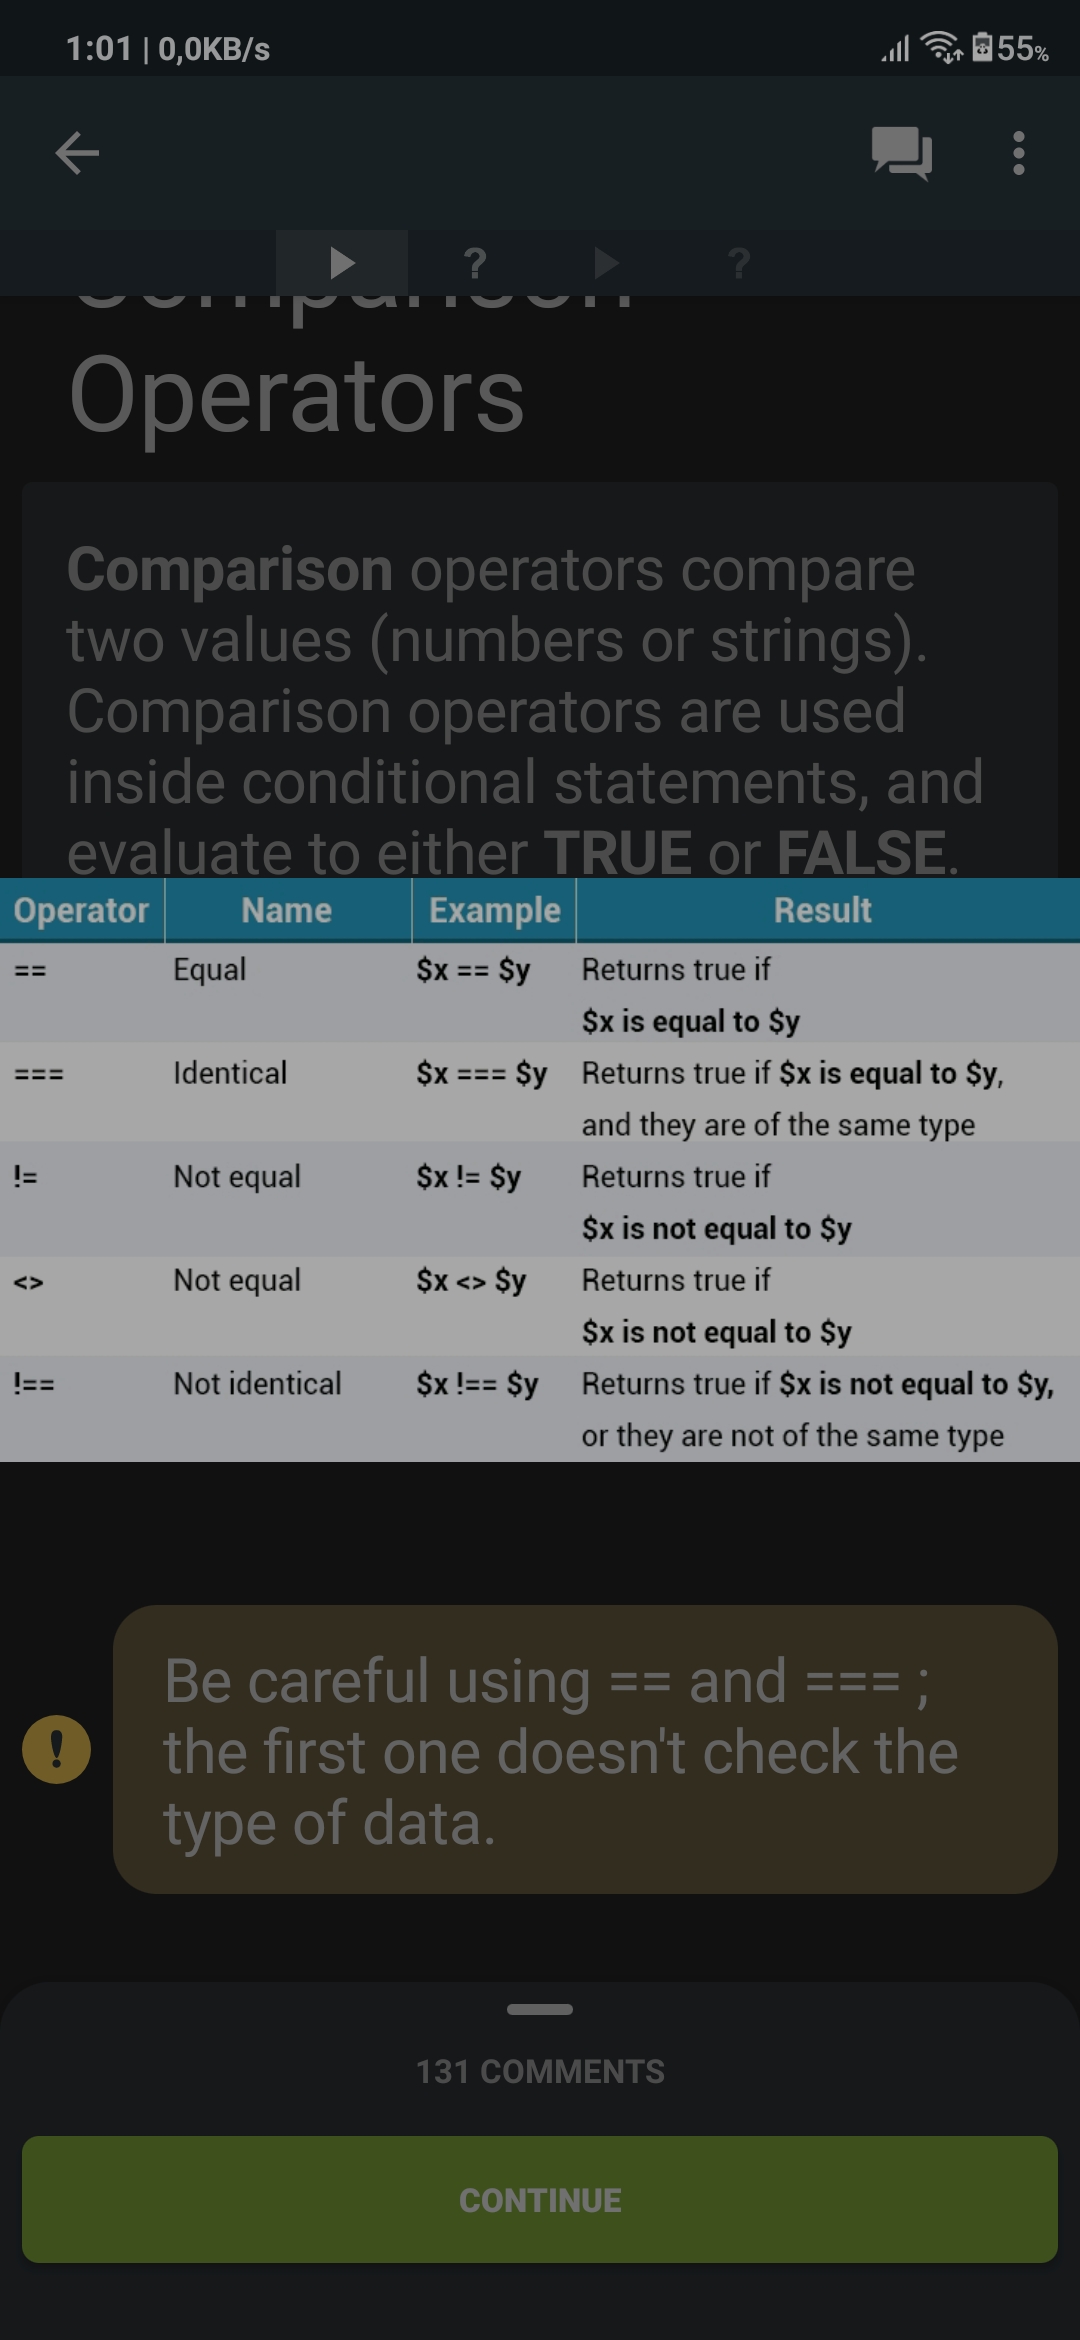 1:01 | 0,0KB/s
55%
? ?
Comparison
Operators
Comparison operators compare
two values (numbers or strings).
Comparison operators are used
inside conditional statements, and
evaluate to either TRUE or FALSE.
Operator Name Example Result
== Equal $x == $y Returns true if
$x is equal to $y
=== Identical $x === $y Returns true if $x is equal to $y,
and they are of the same type
!= Not equal $x != $y Returns true if
$x is not equal to $y
<> Not equal $x <> $y Returns true if
$x is not equal to $y
!== Not identical $x !== $y Returns true if $x is not equal to $y,
or they are not of the same type
Be careful using == and === ;
the first one doesn't check the
type of data.
131 COMMENTS
CONTINUE